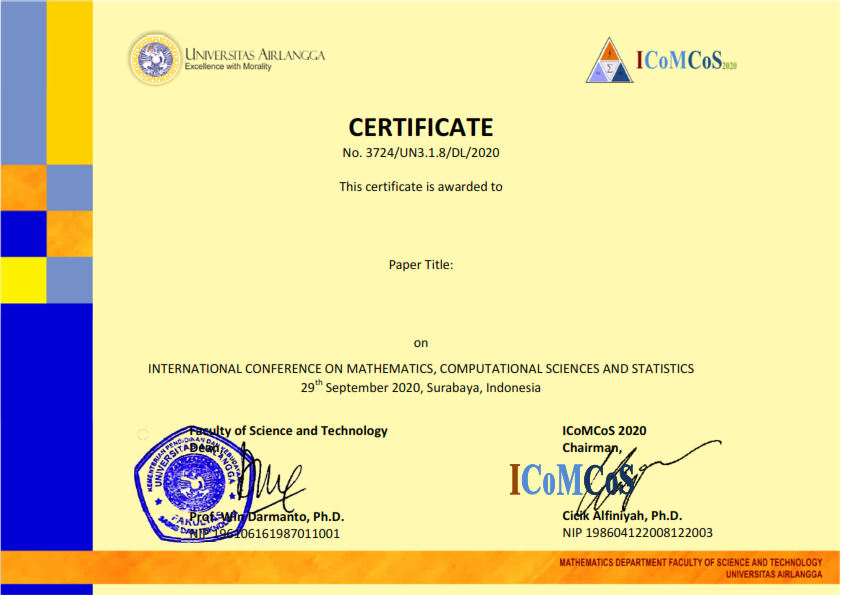 UNIVERSITAS AIRLANGGA
Excellence with Morality
ICoMCoS2020
CERTIFICATE
No. 3724/UN3.1.8/DL/2020
This certificate is awarded to
Paper Title:
on
INTERNATIONAL CONFERENCE ON MATHEMATICS, COMPUTATIONAL SCIENCES AND STATISTICS
29th September 2020, Surabaya, Indonesia
Faculty of Science and Technology
Dean,
KEMENTERIAN PENDIDIKAN DAN KEBUDAYAAN
UNIVERSITAS AIRLANGGA
FAKULTAS
SAINS DAN TEKNOLOGI
Prof. Win Darmanto, Ph.D.
NIP 196106161987011001
ICoMCoS 2020
Chairman,
ICoMCoS
Cicik Alfiniyah, Ph.D.
NIP 198604122008122003
MATHEMATICS DEPARTMENT FACULTY OF SCIENCE AND TECHNOLOGY
UNIVERSITAS AIRLANGGA